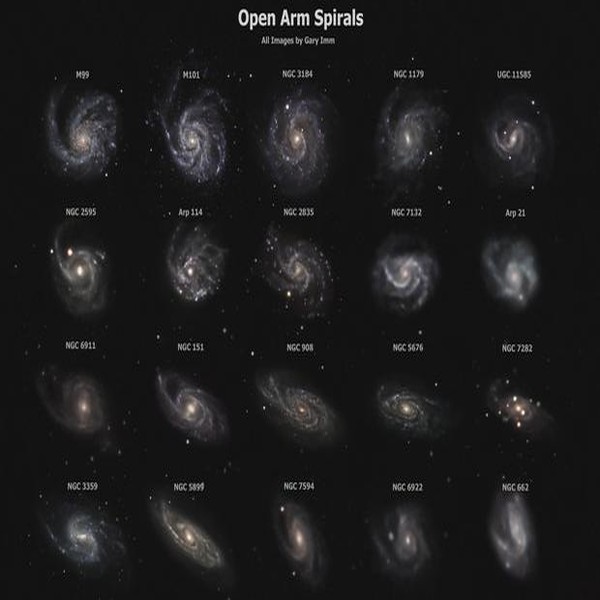 Open Arm Spirals
All Images by Gary Imm
M99 M101 NGC 3184 NGC 1179 UGC 11585
NGC 2595 Arp 114 NGC 2835 NGC 7132 Arp 21
NGC 6911 NGC 151 NGC 908 NGC 5676 NGC 7282
NGC 3359 NGC 5899 NGC 7594 NGC 6922 NGC 662